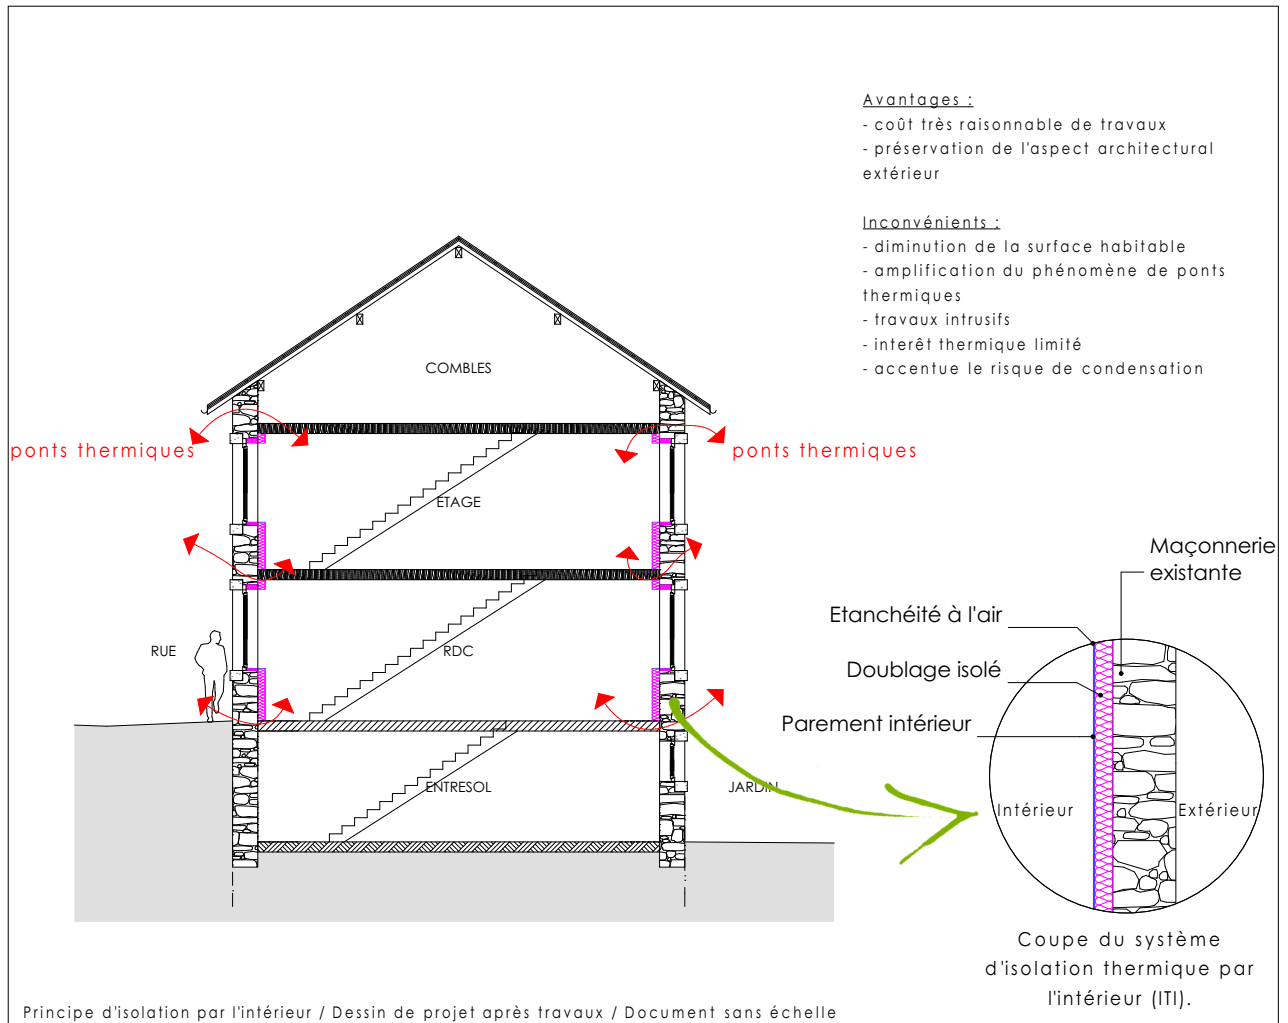 Avantages :
- coût très raisonnable de travaux
- préservation de l'aspect architectural
extérieur
Inconvénients :
- diminution de la surface habitable
- amplification du phénomène de ponts
thermiques
- travaux intrusifs
- interêt thermique limité
- accentue le risque de condensation
COMBLES
ponts thermiques
ponts thermiques
ETAGE
RUE
RDC
ENTRESOL
JARDIN
Maçonnerie
existante
Etanchéité à l'air
Doublage isolé
Parement intérieur
Intérieur
Extérieur
Coupe du système
d'isolation thermique par
l'intérieur (ITI).
Principe d'isolation par l'intérieur / Dessin de projet après travaux / Document sans échelle